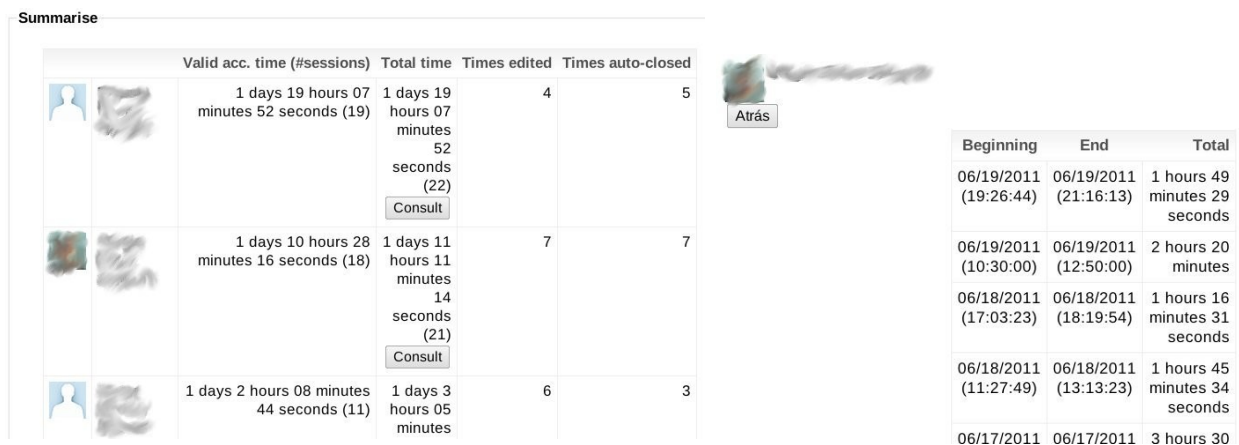 Summarise
Valid acc. time (#sessions) Total time Times edited Times auto-closed
1 days 19 hours 07 minutes 52 seconds (19)
1 days 19
hours 07
minutes
52
seconds
(22)
Consult
4
5
1 days 10 hours 28
minutes 16 seconds (18)
1 days 11
hours 11
minutes
14
seconds
(21)
Consult
7
7
1 days 2 hours 08 minutes
44 seconds (11)
1 days 3
hours 05
minutes
6
3
Atrás
Beginning End Total
06/19/2011 06/19/2011 1 hours 49
(19:26:44) (21:16:13) minutes 29
seconds
06/19/2011 06/19/2011 2 hours 20
(10:30:00) (12:50:00) minutes
06/18/2011 06/18/2011 1 hours 16
(17:03:23) (18:19:54) minutes 31
seconds
06/18/2011 06/18/2011 1 hours 45
(11:27:49) (13:13:23) minutes 34
seconds
06/17/2011 06/17/2011 3 hours 30